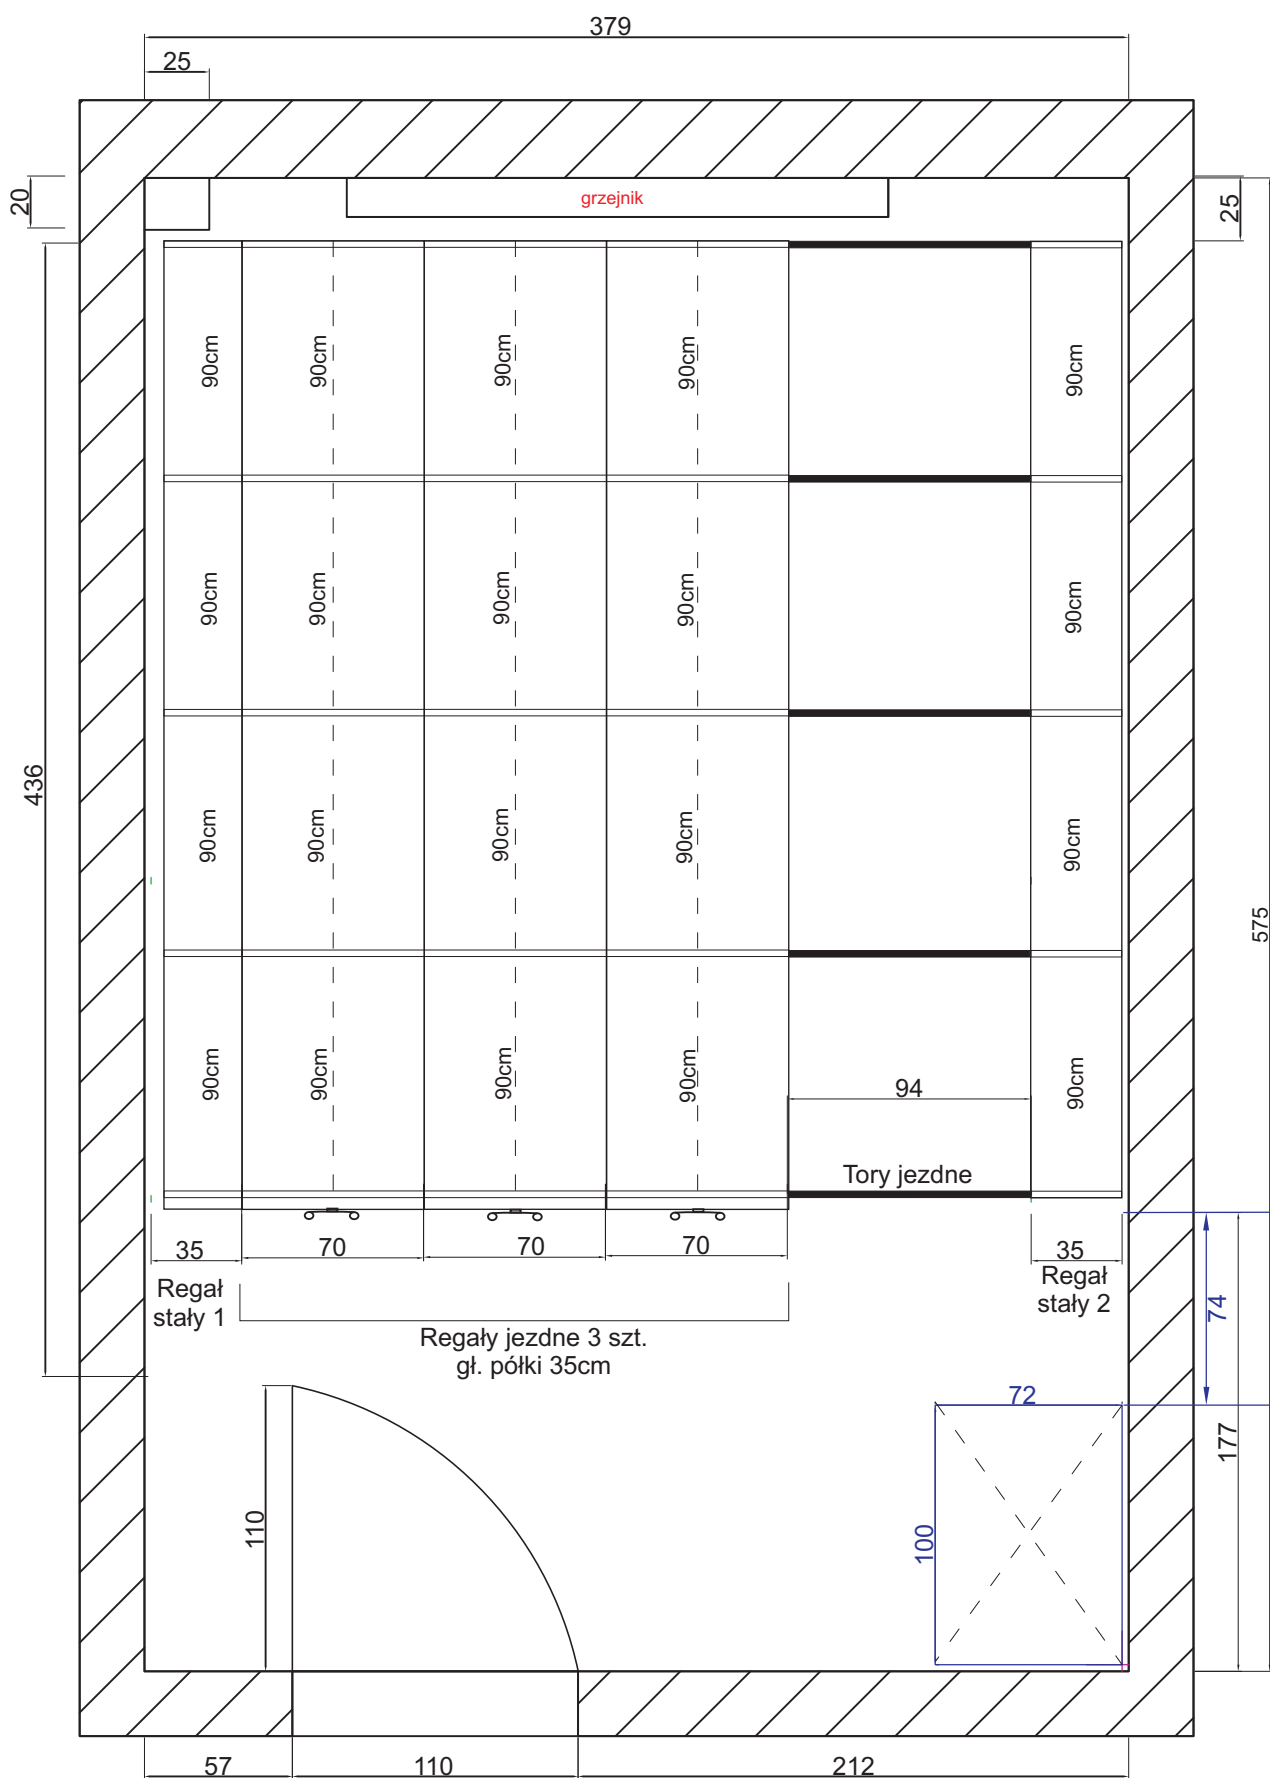 379
25
20
grzejnik
25
90cm
90cm
90cm
90cm
90cm
90cm
90cm
90cm
90cm
90cm
436
90cm
90cm
90cm
90cm
90cm
575
90cm
90cm
90cm
90cm
90cm
94
Tory jezdne
35
70
70
70
35
Regał
stały 1
Regał
stały 2
74
Regały jezdne 3 szt.
gł. półki 35cm
72
177
110
100
57
110
212